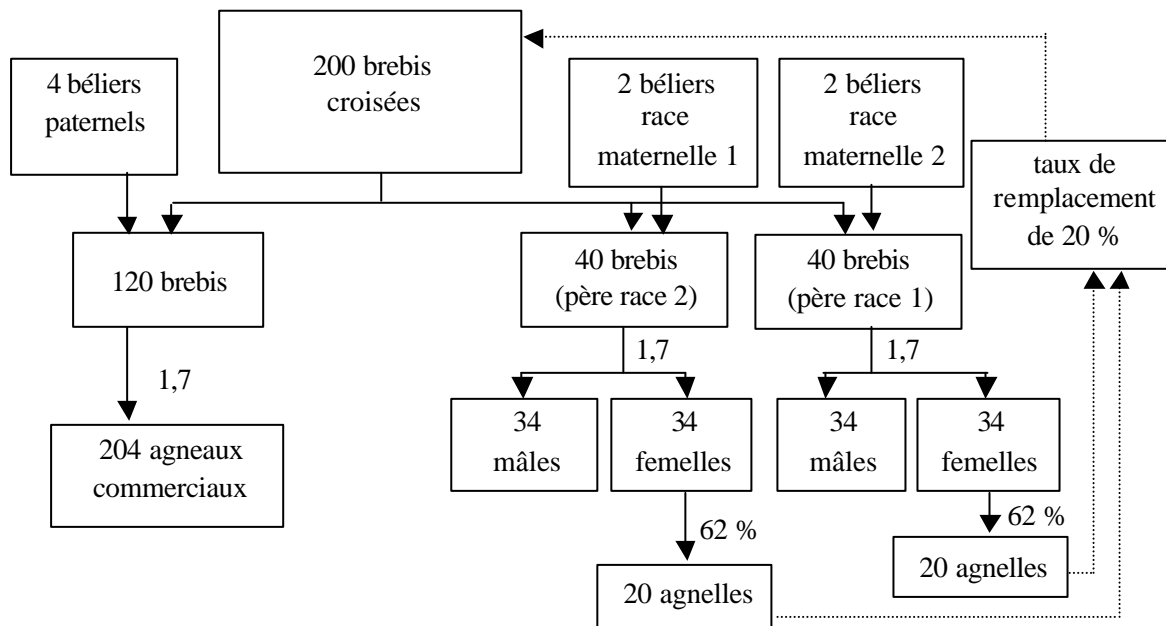 4 béliers
paternels
200 brebis
croisées
2 béliers
race
maternelle 1
2 béliers
race
maternelle 2
taux de
remplacement
de 20 %
120 brebis
40 brebis
(père race 2)
40 brebis
(père race 1)
1,7
1,7
1,7
204 agneaux
commerciaux
34
mâles
34
femelles
34
mâles
34
femelles
62 %
62 %
20 agnelles
20 agnelles